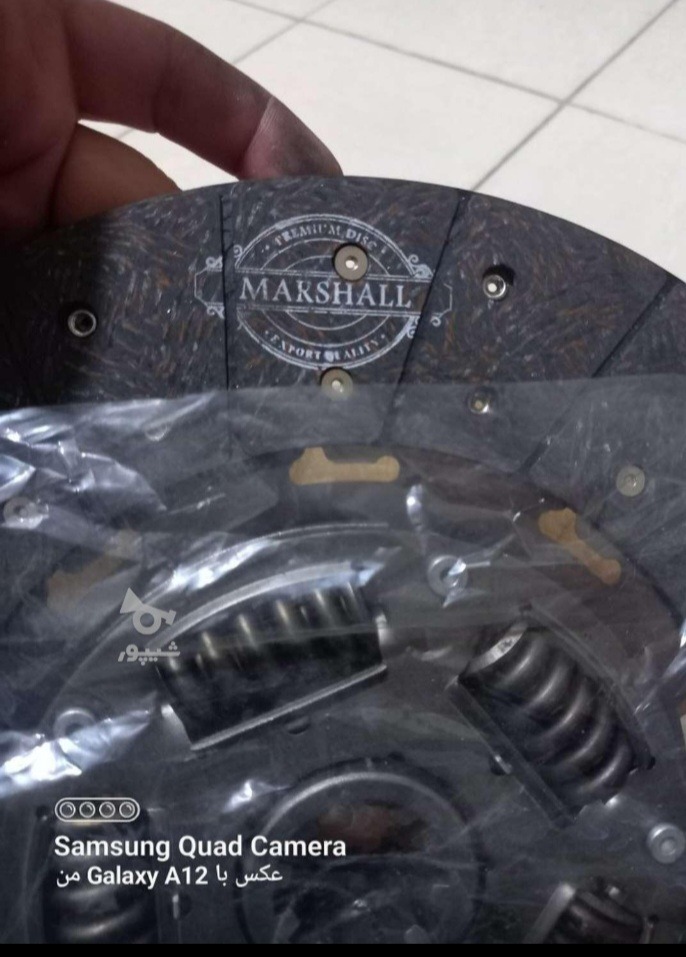 PREMIUM DISC
MARSHALL
EXPORT QUALITY
شیپور
Samsung Quad Camera
عکس با Galaxy A12 من